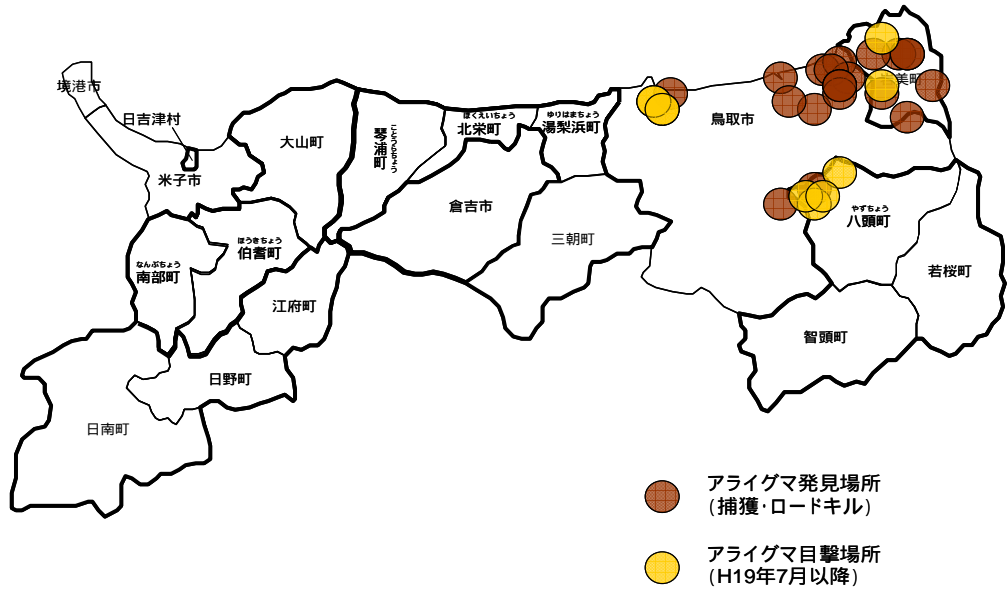 境港市
日吉津村
米子市
大山町
ことうらちょう
琴浦町
ほくえいちょう
北栄町
ゆりはまちょう
湯梨浜町
鳥取市
美町
倉吉市
三朝町
やずちょう
八頭町
若桜町
智頭町
なんぶちょう
南部町
ほうきちょう
伯耆町
江府町
日野町
日南町
アライグマ発見場所
(捕獲・ロードキル)
アライグマ目撃場所
(H19年7月以降)